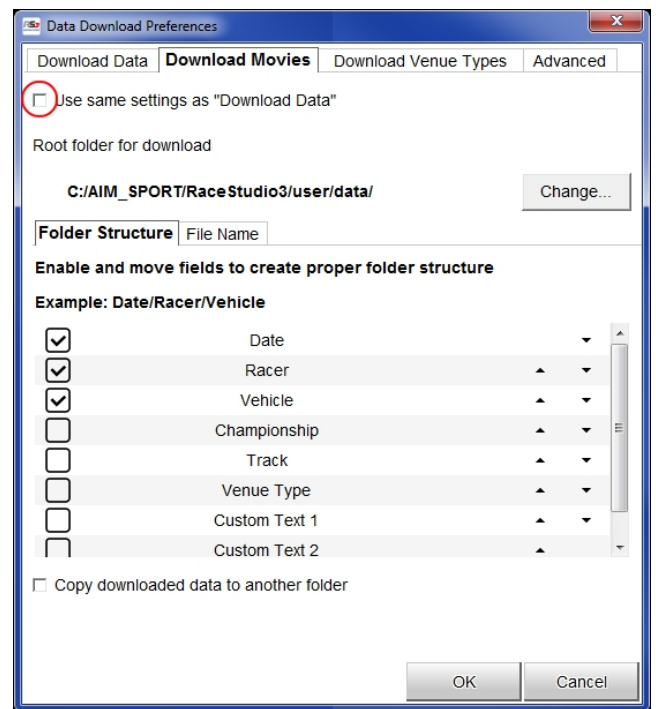 RS3 Data Download Preferences
Download Data Download Movies Download Venue Types Advanced
Use same settings as "Download Data"
Root folder for download
C:/AIM_SPORT/RaceStudio3/user/data/ Change...
Folder Structure File Name
Enable and move fields to create proper folder structure
Example: Date/Racer/Vehicle
Date
Racer
Vehicle
Championship
Track
Venue Type
Custom Text 1
Custom Text 2
Copy downloaded data to another folder
OK Cancel